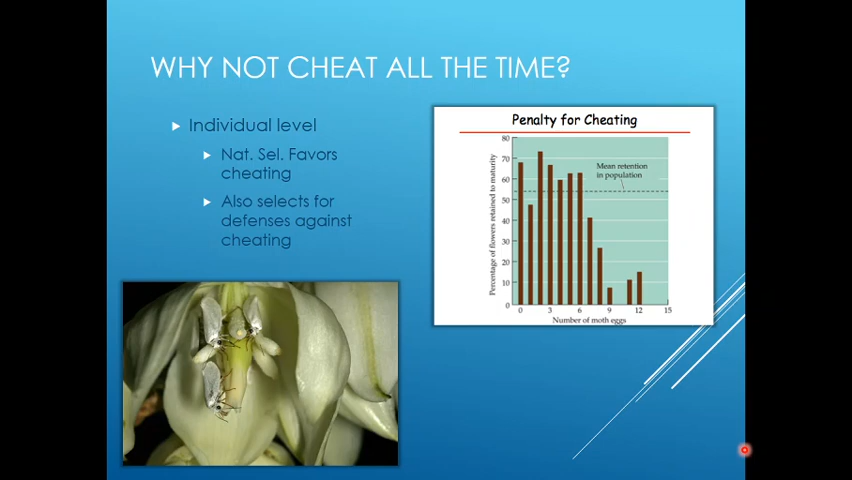 WHY NOT CHEAT ALL THE TIME?
Individual level
Nat. Sel. Favors
cheating
Also selects for
defenses against
cheating
Penalty for Cheating
Percentage of flowers retained to maturity
80
70
60
50
40
30
20
10
0
Mean retention
in population
0 3 6 9 12 15
Number of moth eggs